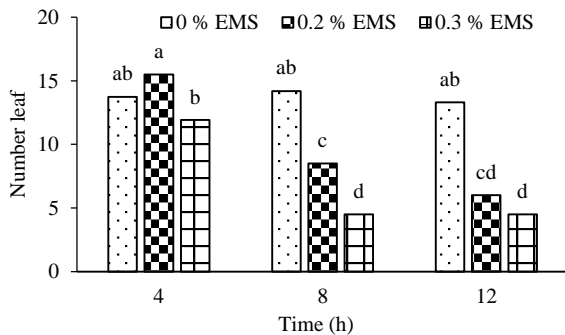 20
0 % EMS 0.2 % EMS 0.3 % EMS
a
ab ab ab
b
15
Number leaf
10
c
cd
d d
5
0
4 8 12
Time (h)